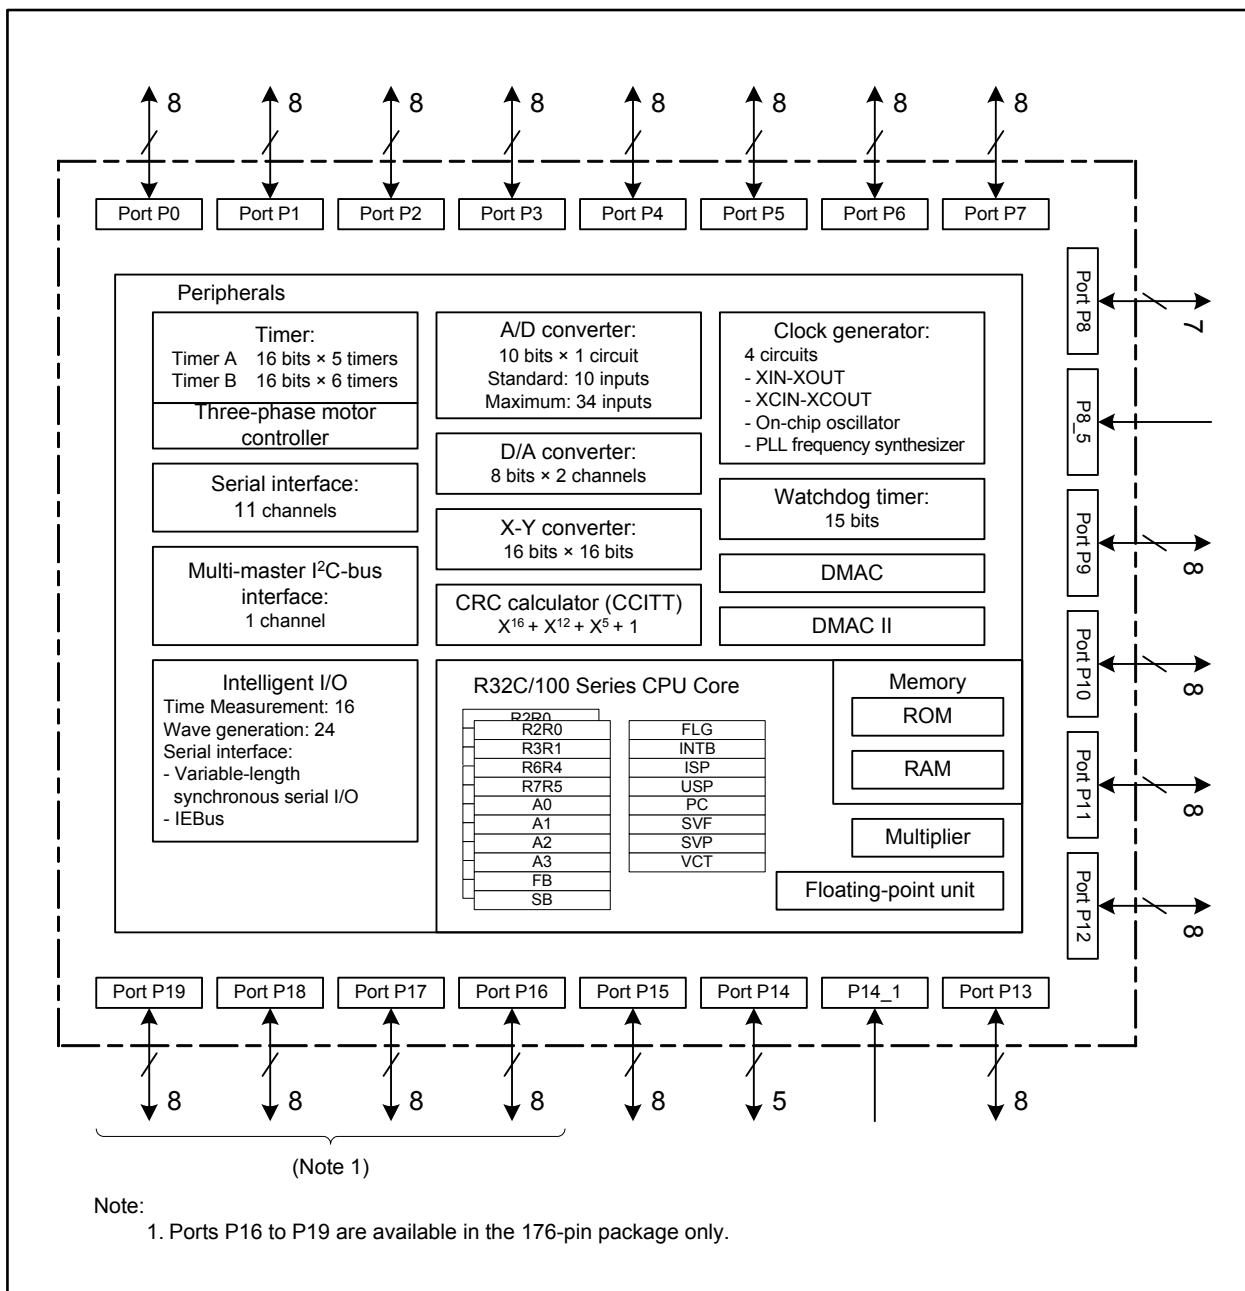 8 8 8 8 8 8 8 8
Port P0 Port P1 Port P2 Port P3 Port P4 Port P5 Port P6 Port P7
Port P8
7
P8_5
Port P9
8
Port P10
8
Port P11
8
Port P12
8
Peripherals
Timer:
Timer A 16 bits × 5 timers
Timer B 16 bits × 6 timers
Three-phase motor
controller
Serial interface:
11 channels
Multi-master I²C-bus
interface:
1 channel
Intelligent I/O
Time Measurement: 16
Wave generation: 24
Serial interface:
- Variable-length
synchronous serial I/O
- IEBus
A/D converter:
10 bits × 1 circuit
Standard: 10 inputs
Maximum: 34 inputs
D/A converter:
8 bits × 2 channels
X-Y converter:
16 bits × 16 bits
CRC calculator (CCITT)
X¹⁶ + X¹² + X⁵ + 1
Clock generator:
4 circuits
- XIN-XOUT
- XCIN-XCOUT
- On-chip oscillator
- PLL frequency synthesizer
Watchdog timer:
15 bits
DMAC
DMAC II
R32C/100 Series CPU Core
R2R0
R2R0
R3R1
R6R4
R7R5
A0
A1
A2
A3
FB
SB
FLG
INTB
ISP
USP
PC
SVF
SVP
VCT
Memory
ROM
RAM
Multiplier
Floating-point unit
Port P19 Port P18 Port P17 Port P16 Port P15 Port P14 P14_1 Port P13
8 8 8 8 8 5 8
(Note 1)
Note:
1. Ports P16 to P19 are available in the 176-pin package only.